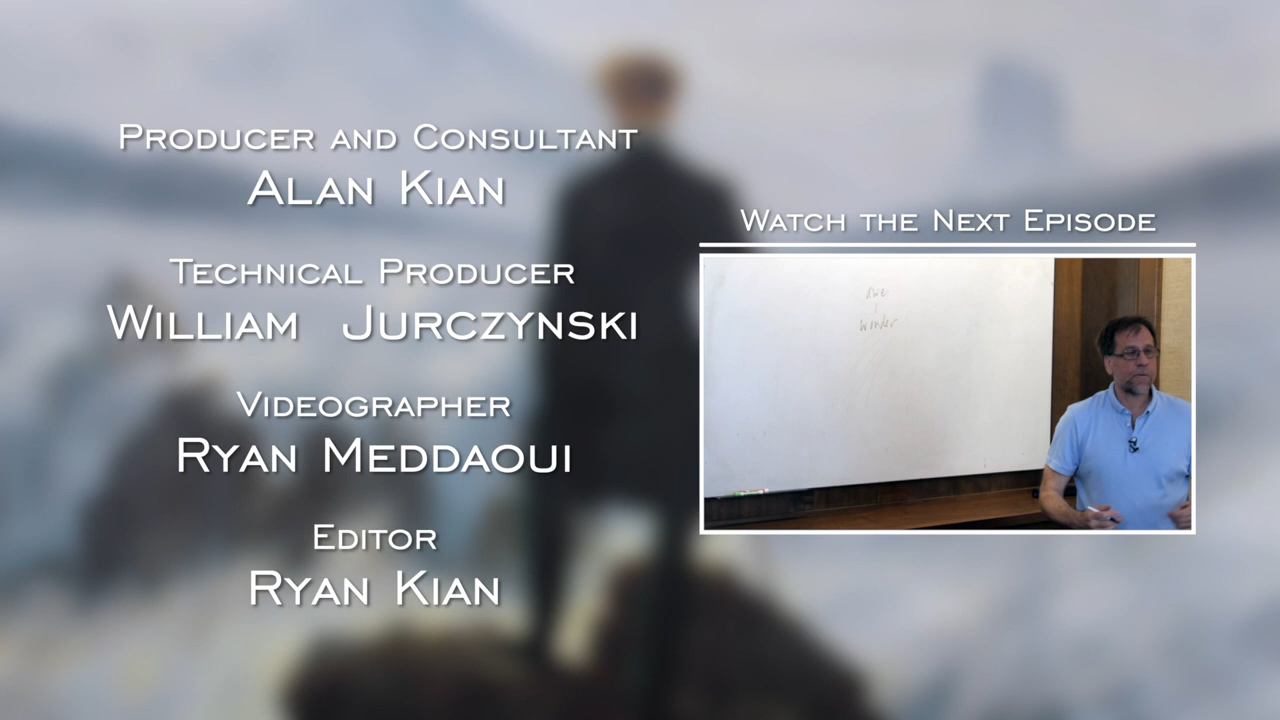 Producer and Consultant
Alan Kian
Technical Producer
William Jurczynski
Videographer
Ryan Meddaoui
Editor
Ryan Kian
Watch the Next Episode
wonder